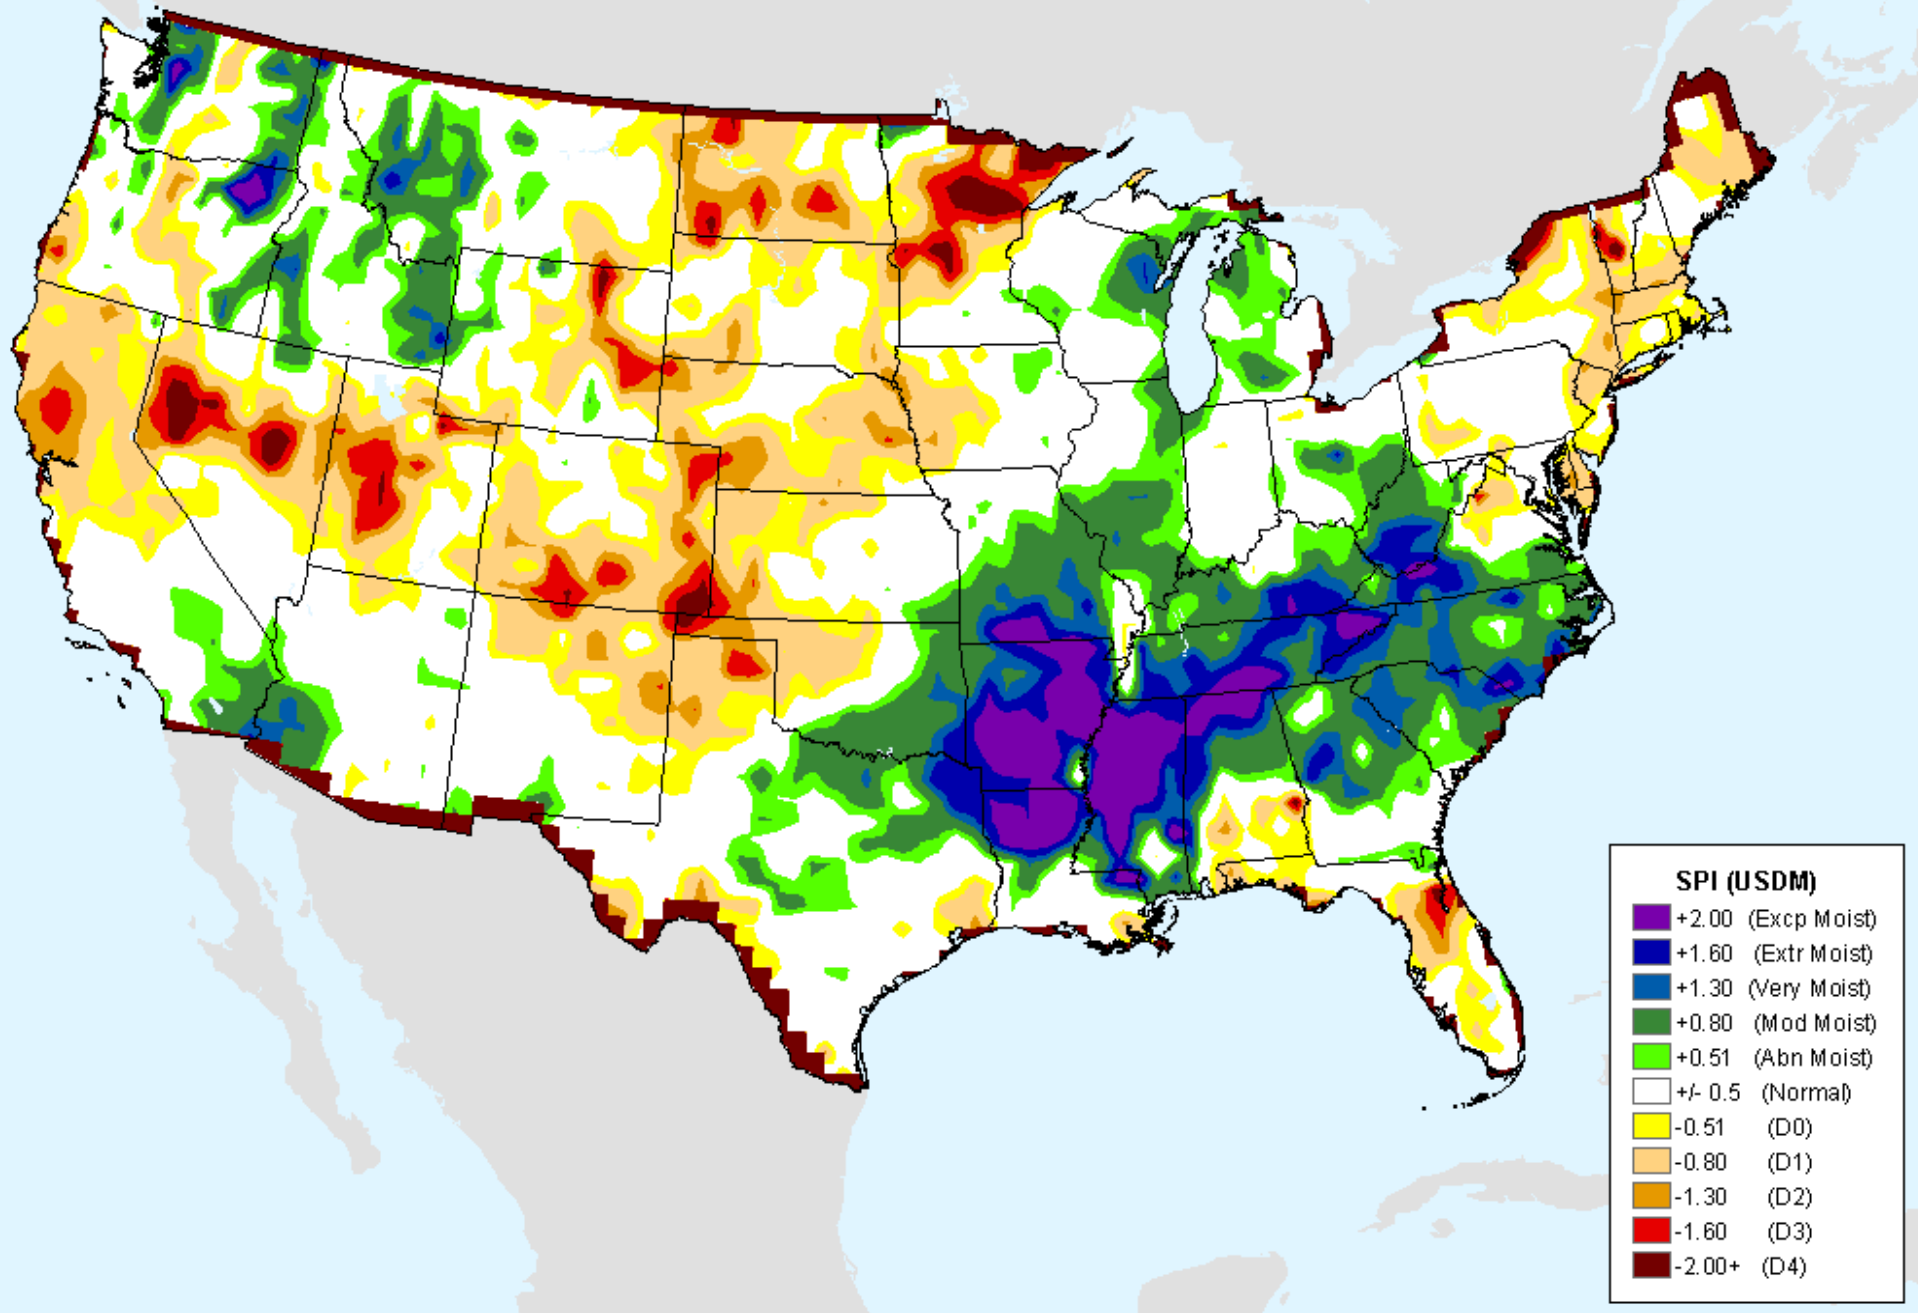 SPI (USDM)
+2.00 (Excp Moist)
+1.60 (Extr Moist)
+1.30 (Very Moist)
+0.80 (Mod Moist)
+0.51 (Abn Moist)
+/- 0.5 (Normal)
-0.51 (D0)
-0.80 (D1)
-1.30 (D2)
-1.60 (D3)
-2.00+ (D4)